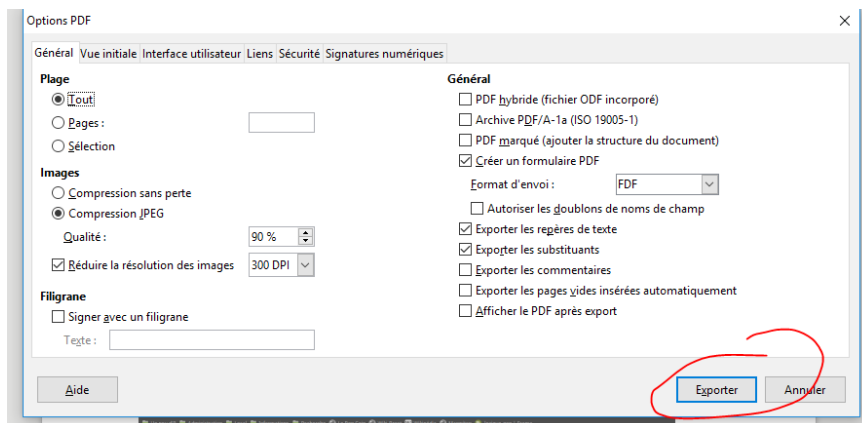 Options PDF
Général Vue initiale Interface utilisateur Liens Sécurité Signatures numériques
Plage
Tout
Pages :
Sélection
Images
Compression sans perte
Compression JPEG
Qualité : 90 %
Réduire la résolution des images 300 DPI
Filigrane
Signer avec un filigrane
Texte :
Général
PDF hybride (fichier ODF incorporé)
Archive PDF/A-1a (ISO 19005-1)
PDF marqué (ajouter la structure du document)
Créer un formulaire PDF
Format d'envoi : FDF
Autoriser les doublons de noms de champ
Exporter les repères de texte
Exporter les substituants
Exporter les commentaires
Exporter les pages vides insérées automatiquement
Afficher le PDF après export
Aide Exporter Annuler